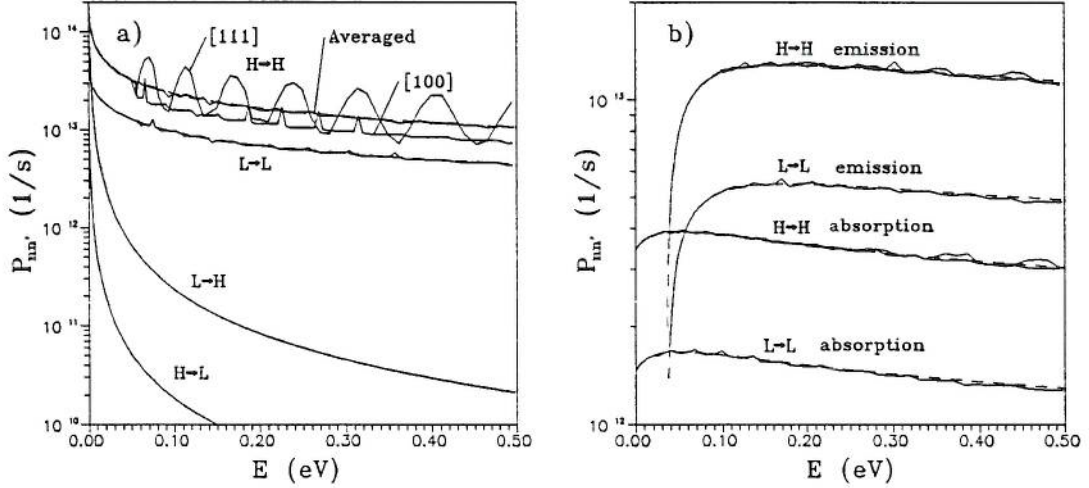 a)
[111]
Averaged
H→H
[100]
L→L
L→H
H→L
P nn' (1/s)
10 14
10 13
10 12
10 11
10 10
0.00 0.10 0.20 0.30 0.40 0.50
E (eV)
b)
H→H emission
L→L emission
H→H absorption
L→L absorption
P nn' (1/s)
10 13
10 12
0.00 0.10 0.20 0.30 0.40 0.50
E (eV)